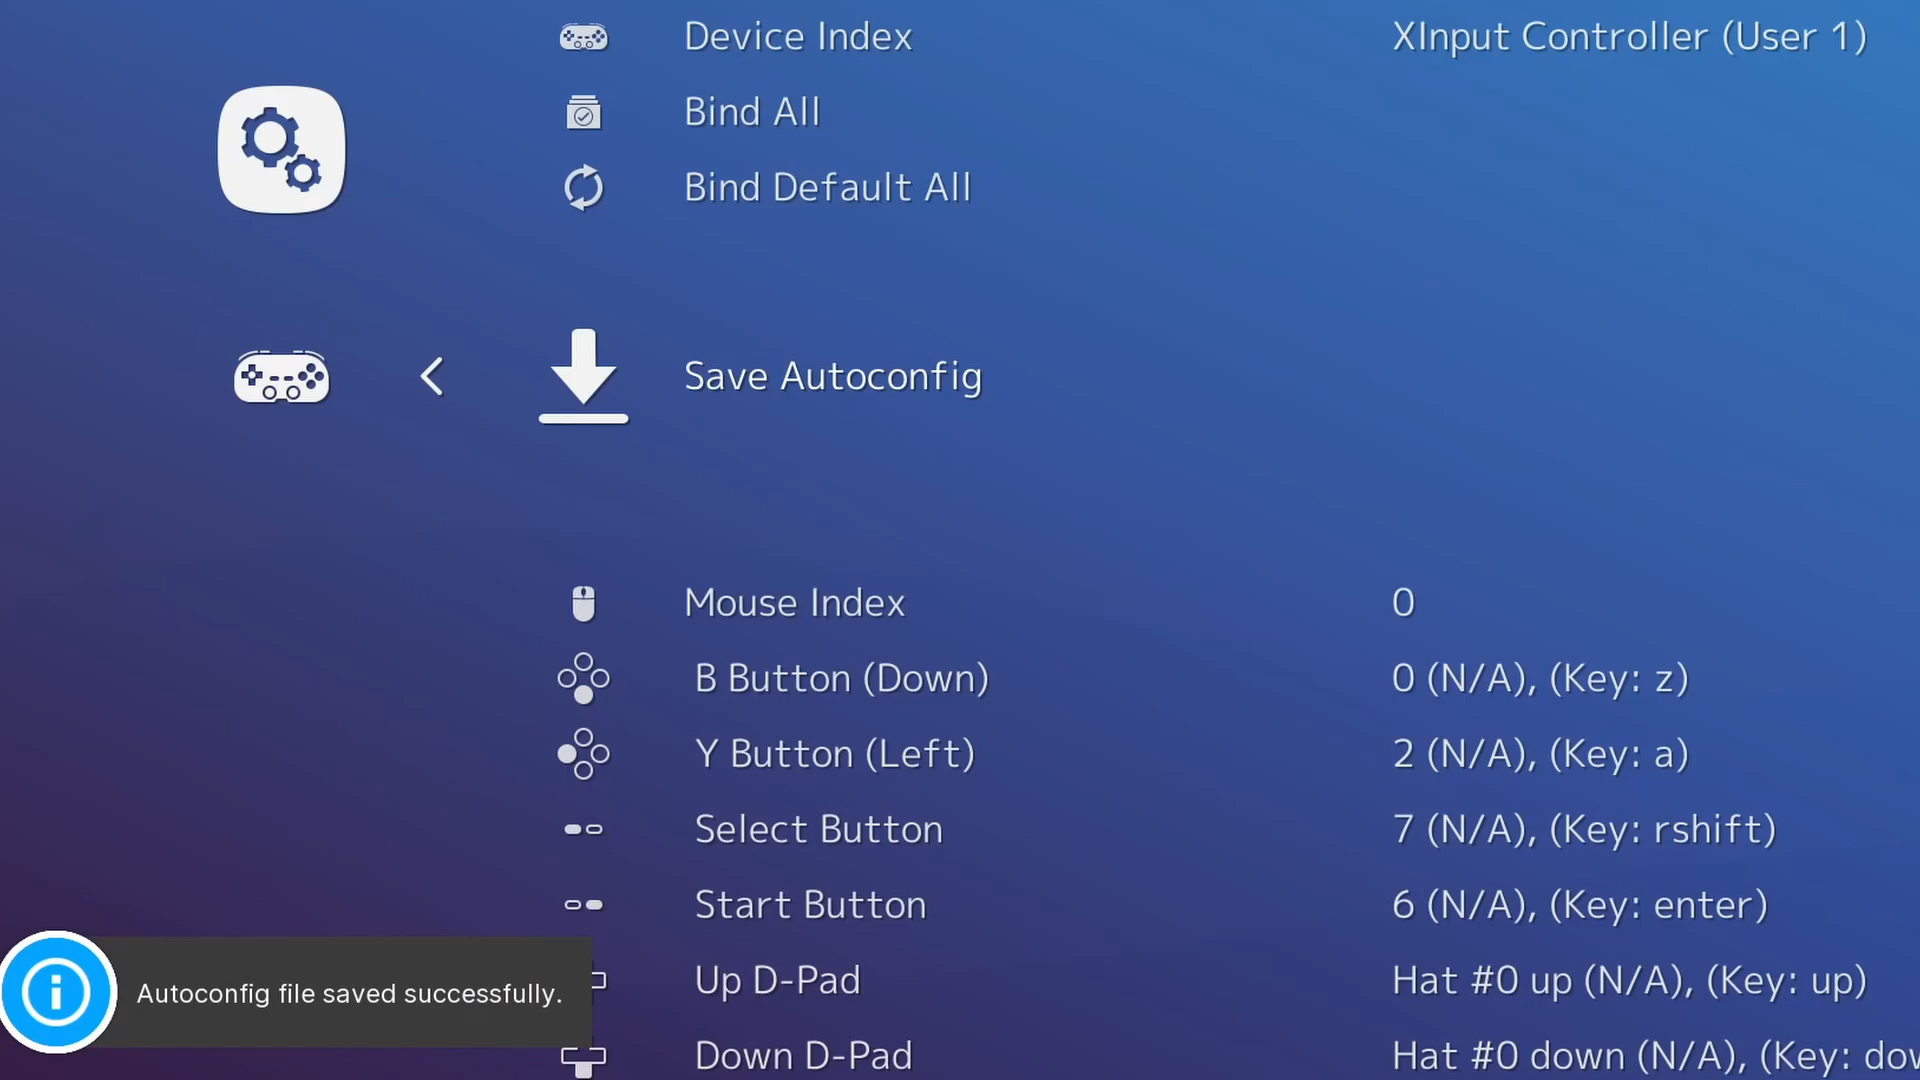 Device Index XInput Controller (User 1)
Bind All
Bind Default All
Save Autoconfig
Mouse Index 0
B Button (Down) 0 (N/A), (Key: z)
Y Button (Left) 2 (N/A), (Key: a)
Select Button 7 (N/A), (Key: rshift)
Start Button 6 (N/A), (Key: enter)
Up D-Pad Hat #0 up (N/A), (Key: up)
Autoconfig file saved successfully.
Down D-Pad Hat #0 down (N/A), (Key: